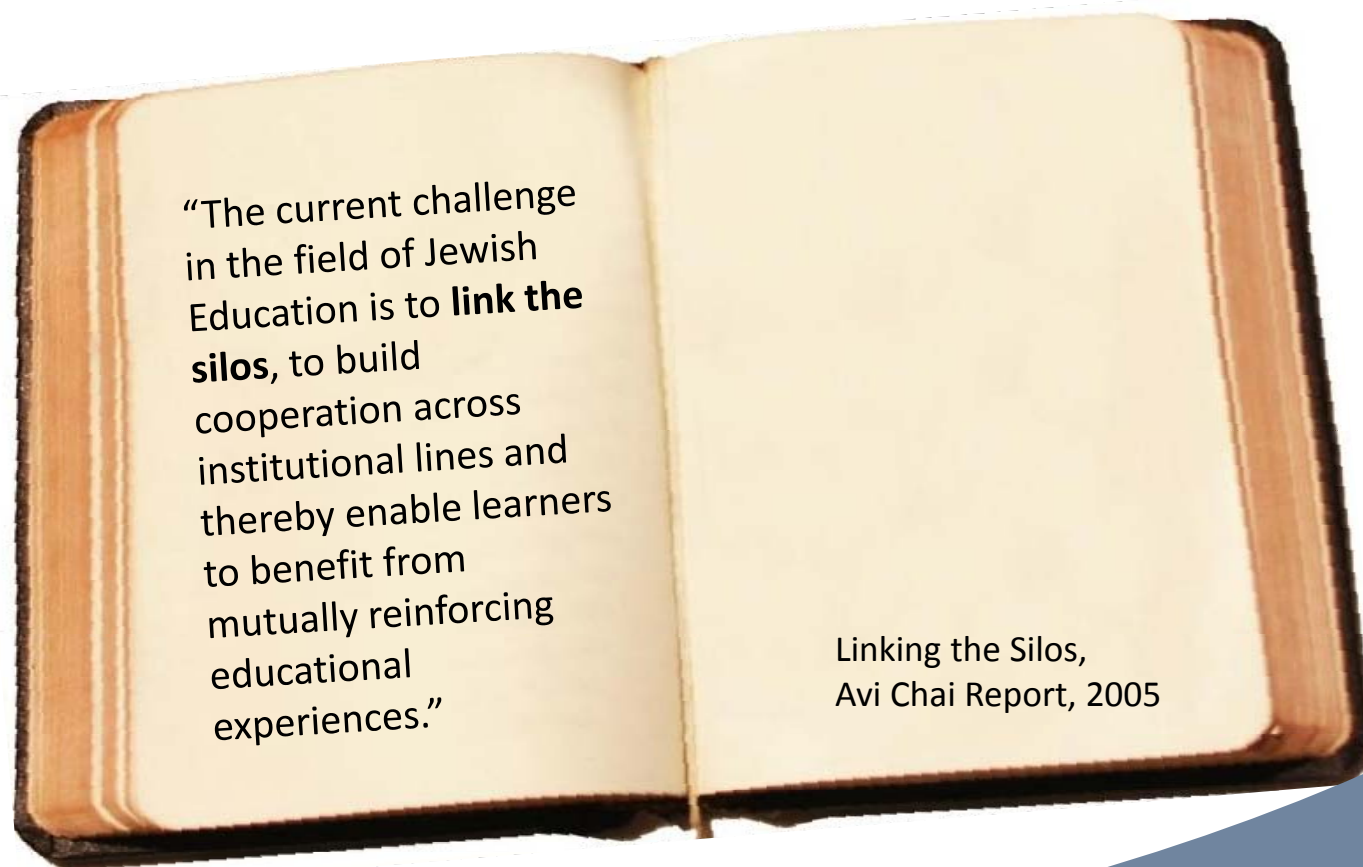 “The current challenge
in the field of Jewish
Education is to link the
silos, to build
cooperation across
institutional lines and
thereby enable learners
to benefit from
mutually reinforcing
educational
experiences.”
Linking the Silos,
Avi Chai Report, 2005